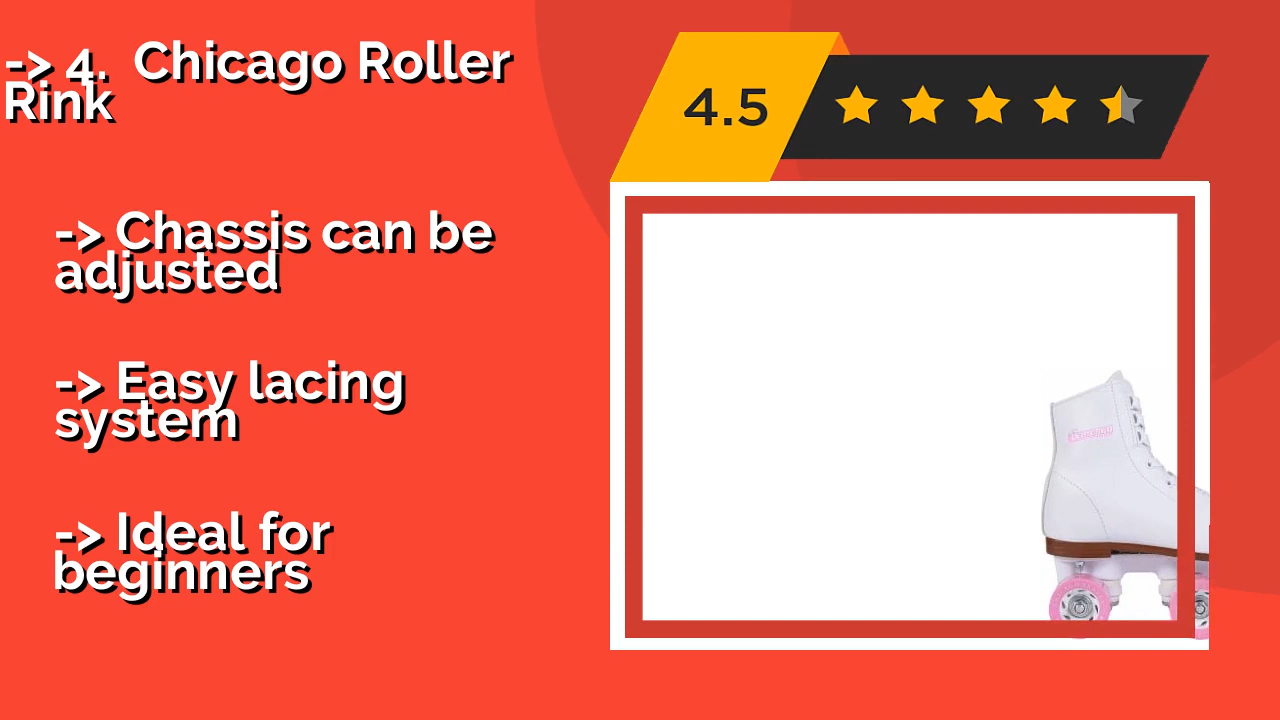 -> 4.  Chicago Roller
Rink
4.5
-> Chassis can be
adjusted
-> Easy lacing
system
-> Ideal for
beginners